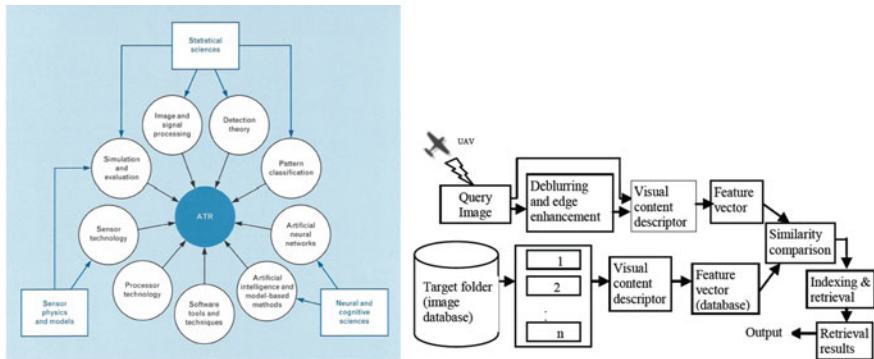 Statistical
sciences
Image and
signal
processing
Detection
theory
Simulation
and
evaluation
Pattern
classification
ATR
Sensor
technology
Artificial
neural
networks
Processor
technology
Software
tools and
techniques
Artificial
intelligence and
model-based
methods
Sensor
physics
and models
Neural and
cognitive
sciences
UAV
Query
Image
Deblurring
and edge
enhancement
Visual
content
descriptor
Feature
vector
Similarity
comparison
Target folder
(image
database)
1
2
:
n
Visual
content
descriptor
Feature
vector
(database)
Indexing &
retrieval
Output
Retrieval
results